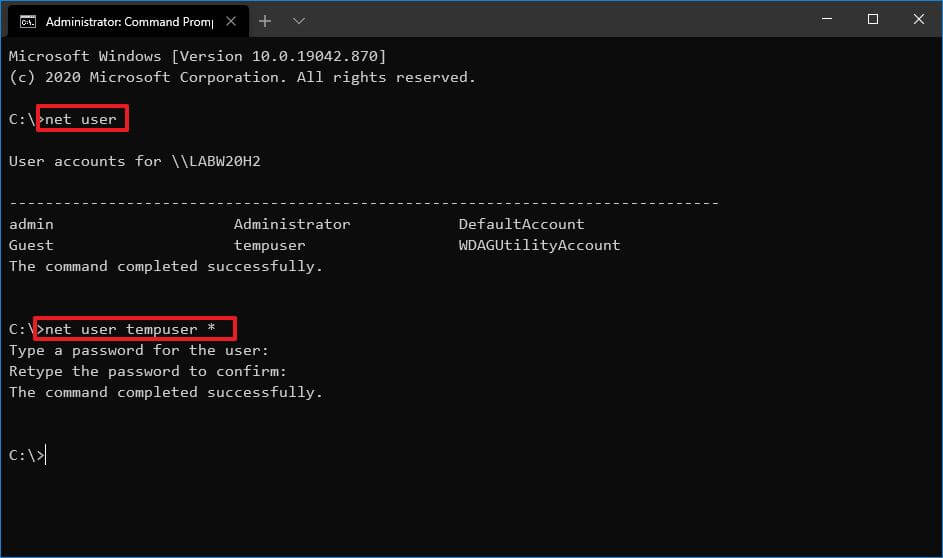 Administrator: Command Promp
Microsoft Windows [Version 10.0.19042.870]
(c) 2020 Microsoft Corporation. All rights reserved.
C:\>net user
User accounts for \\LABW20H2
-------------------------------------------------------------------------------
admin                    Administrator            DefaultAccount
Guest                    tempuser                 WDAGUtilityAccount
The command completed successfully.
C:\>net user tempuser *
Type a password for the user:
Retype the password to confirm:
The command completed successfully.
C:\>